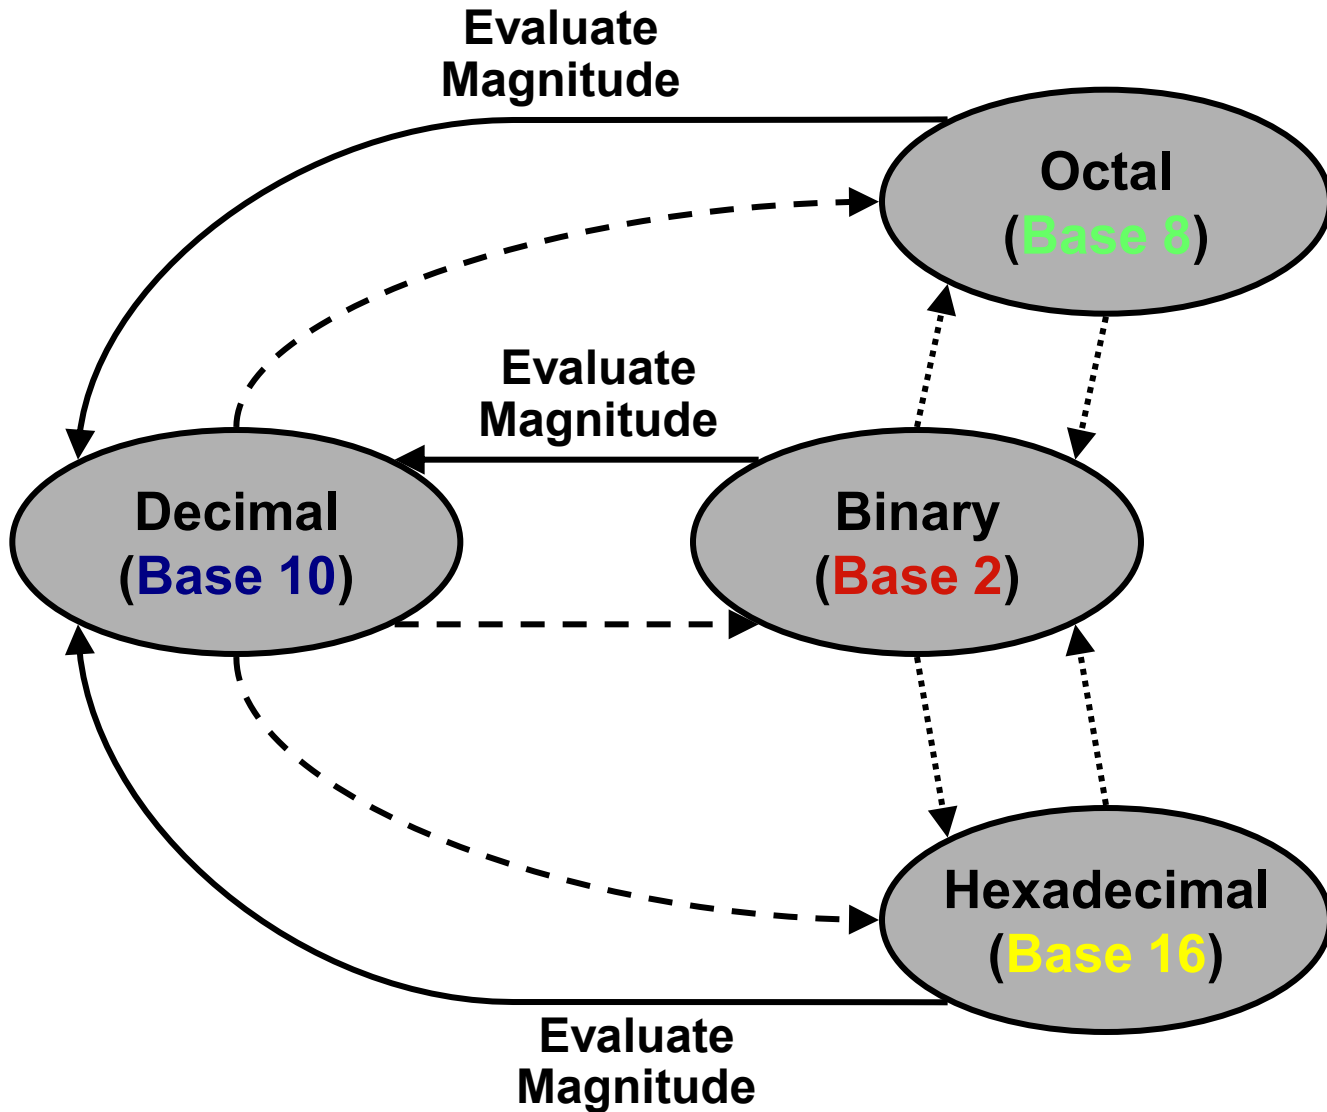 Evaluate
Magnitude
Octal
(Base 8)
Evaluate
Magnitude
Decimal
(Base 10)
Binary
(Base 2)
Hexadecimal
(Base 16)
Evaluate
Magnitude